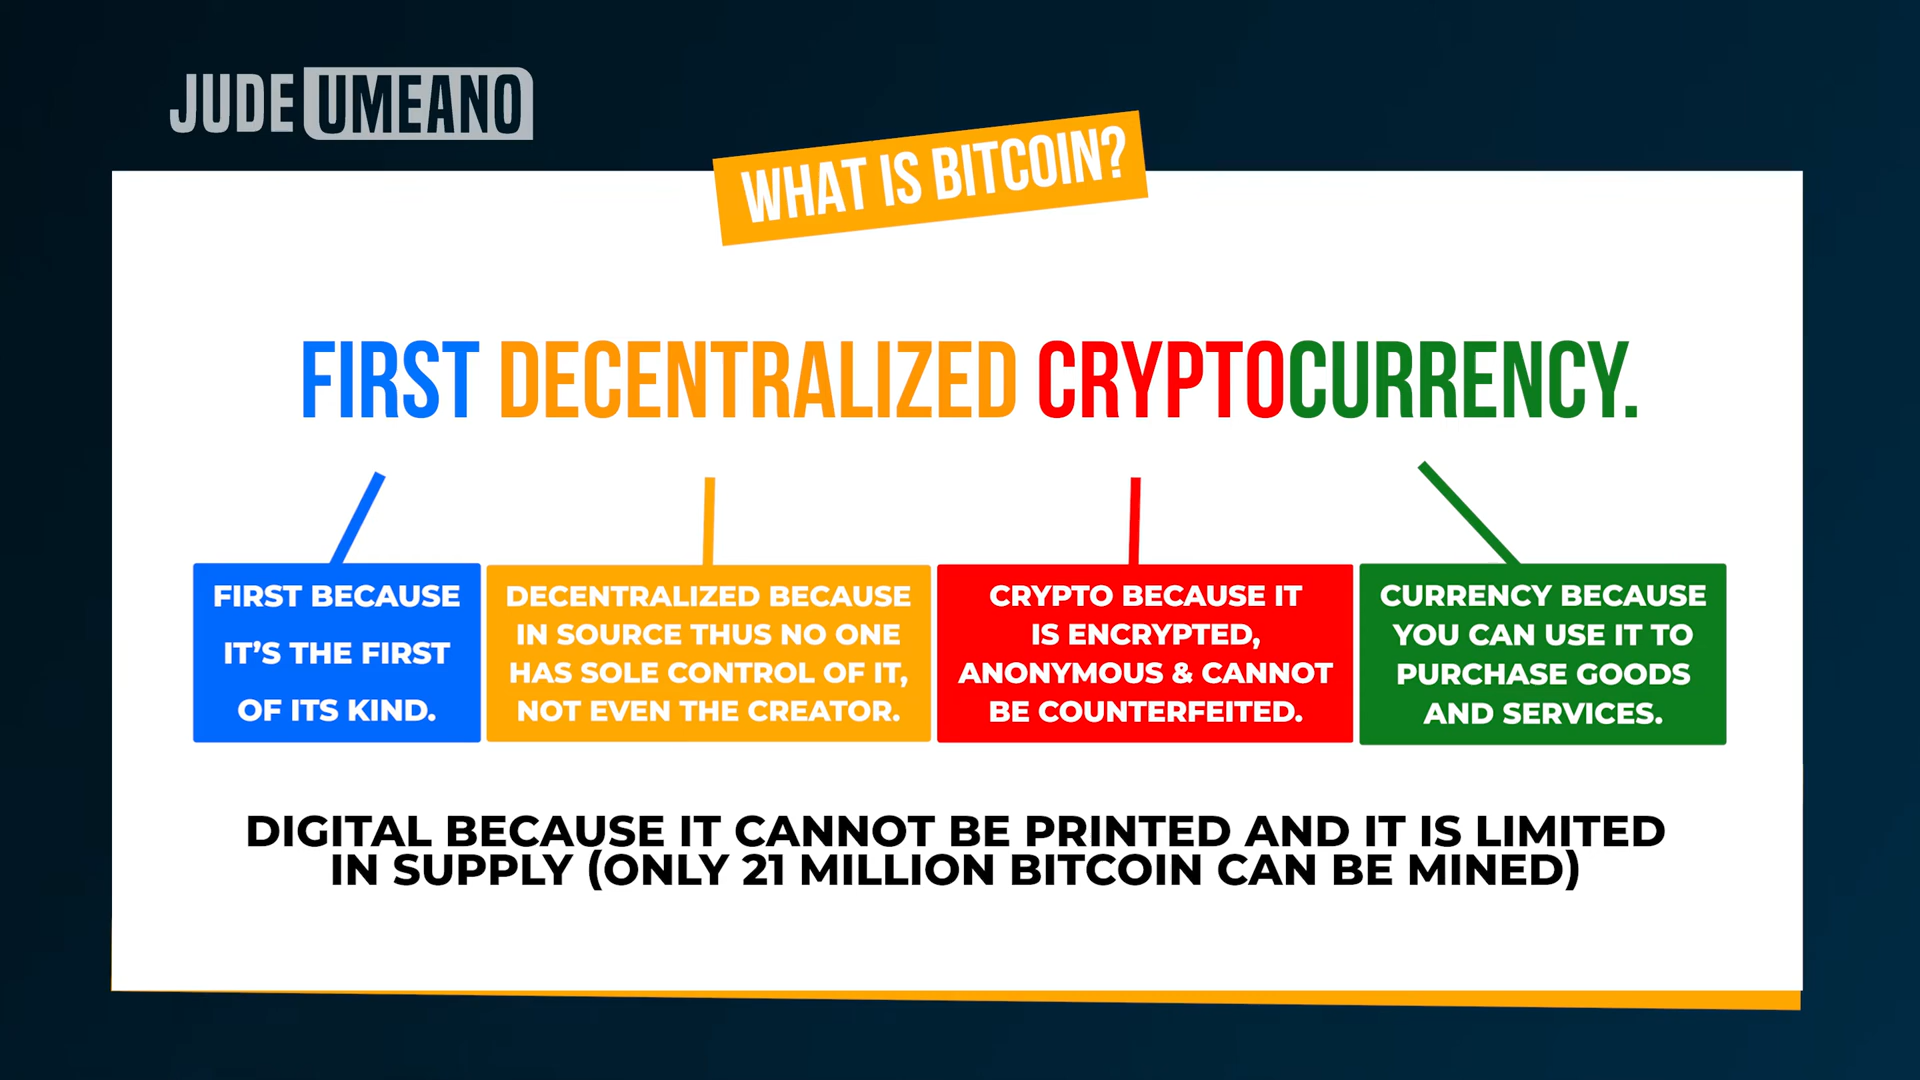 JUDE UMEANO
WHAT IS BITCOIN?
FIRST DECENTRALIZED CRYPTOCURRENCY.
FIRST BECAUSE
IT'S THE FIRST
OF ITS KIND.
DECENTRALIZED BECAUSE
IN SOURCE THUS NO ONE
HAS SOLE CONTROL OF IT,
NOT EVEN THE CREATOR.
CRYPTO BECAUSE IT
IS ENCRYPTED,
ANONYMOUS & CANNOT
BE COUNTERFEITED.
CURRENCY BECAUSE
YOU CAN USE IT TO
PURCHASE GOODS
AND SERVICES.
DIGITAL BECAUSE IT CANNOT BE PRINTED AND IT IS LIMITED
IN SUPPLY (ONLY 21 MILLION BITCOIN CAN BE MINED)